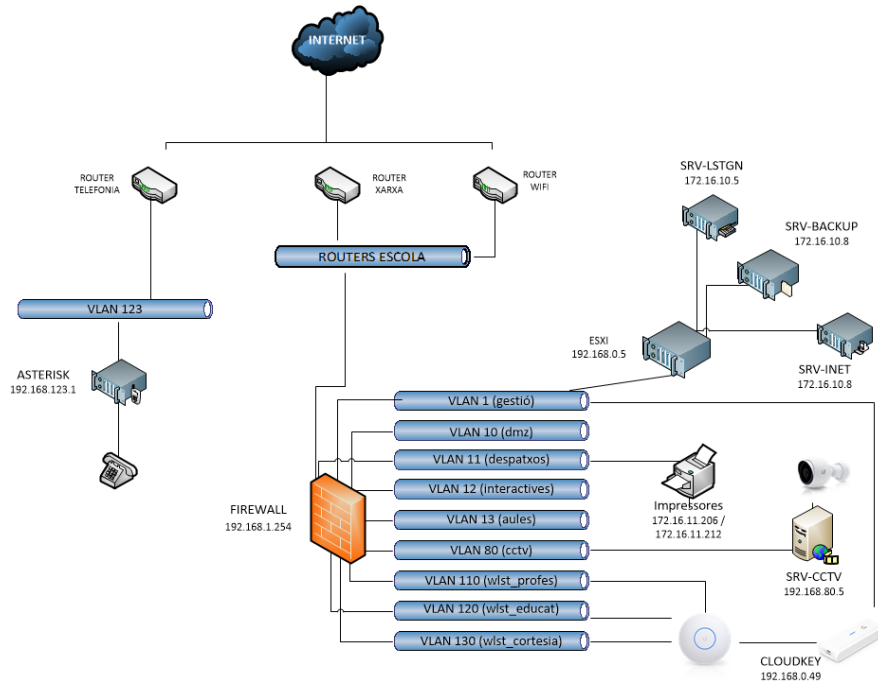 INTERNET
ROUTER
TELEFONIA
ROUTER
XARXA
ROUTER
WIFI
SRV-LSTGN
172.16.10.5
SRV-BACKUP
172.16.10.8
ROUTERS ESCOLA
VLAN 123
ESXI
192.168.0.5
SRV-INET
172.16.10.8
ASTERISK
192.168.123.1
VLAN 1 (gestió)
VLAN 10 (dmz)
VLAN 11 (despatxos)
VLAN 12 (interactives)
VLAN 13 (aules)
VLAN 80 (cctv)
VLAN 110 (wlst_profes)
VLAN 120 (wlst_educat)
VLAN 130 (wlst_cortesia)
FIREWALL
192.168.1.254
Impressores
172.16.11.206 /
172.16.11.212
SRV-CCTV
192.168.80.5
CLOUDKEY
192.168.0.49